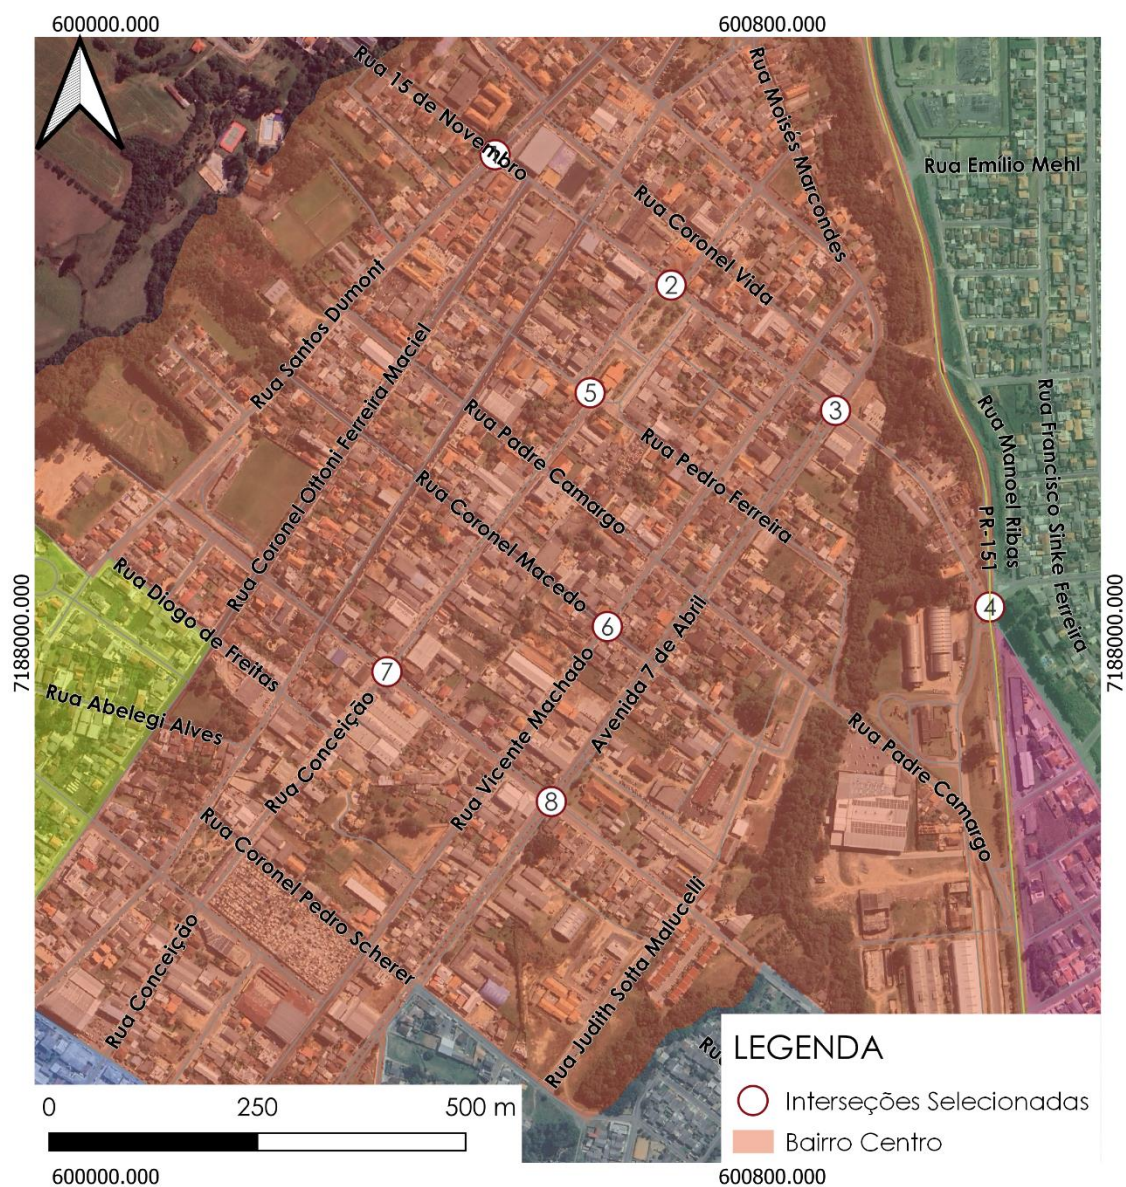 600000.000
600800.000
Rua 15 de Novembro
Rua Moisés Marcondes
Rua Emílio Mehl
1
Rua Coronel Vida
2
Rua Santos Dumont
Rua Coronel Ottoni Ferreira Maciel
5
3
Rua Padre Camargo
Rua Pedro Ferreira
Rua Manoel Ribas
Rua Francisco Sinke Ferreira
PR-151
Rua Coronel Macedo
7188000.000
7188000.000
Rua Diogo de Freitas
4
6
7
Avenida 7 de Abril
Rua Abelegi Alves
Rua Conceição
Rua Vicente Machado
Rua Padre Camargo
8
Rua Coronel Pedro Scherer
Rua Conceição
Rua Judith Sotta Malucelli
LEGENDA
Interseções Selecionadas
Bairro Centro
0 250 500 m
600000.000
600800.000